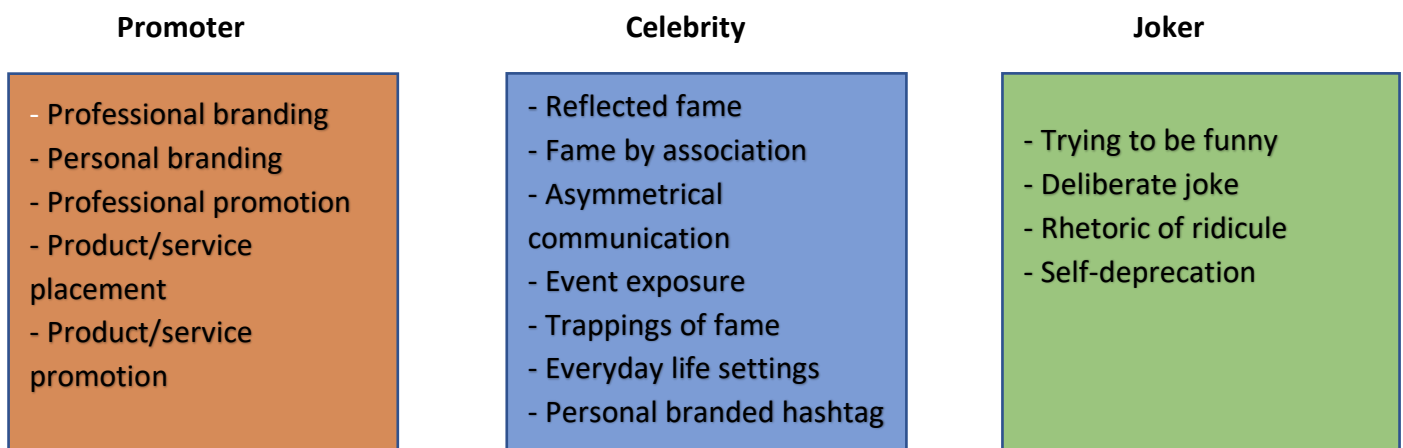 Promoter
- Professional branding
- Personal branding
- Professional promotion
- Product/service
placement
- Product/service
promotion
Celebrity
- Reflected fame
- Fame by association
- Asymmetrical
communication
- Event exposure
- Trappings of fame
- Everyday life settings
- Personal branded hashtag
Joker
- Trying to be funny
- Deliberate joke
- Rhetoric of ridicule
- Self-deprecation